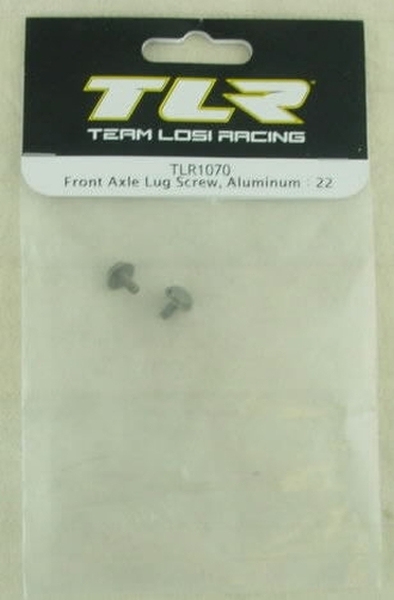 TLR
TEAM LOSI RACING
TLR1070
Front Axle Lug Screw, Aluminum : 22